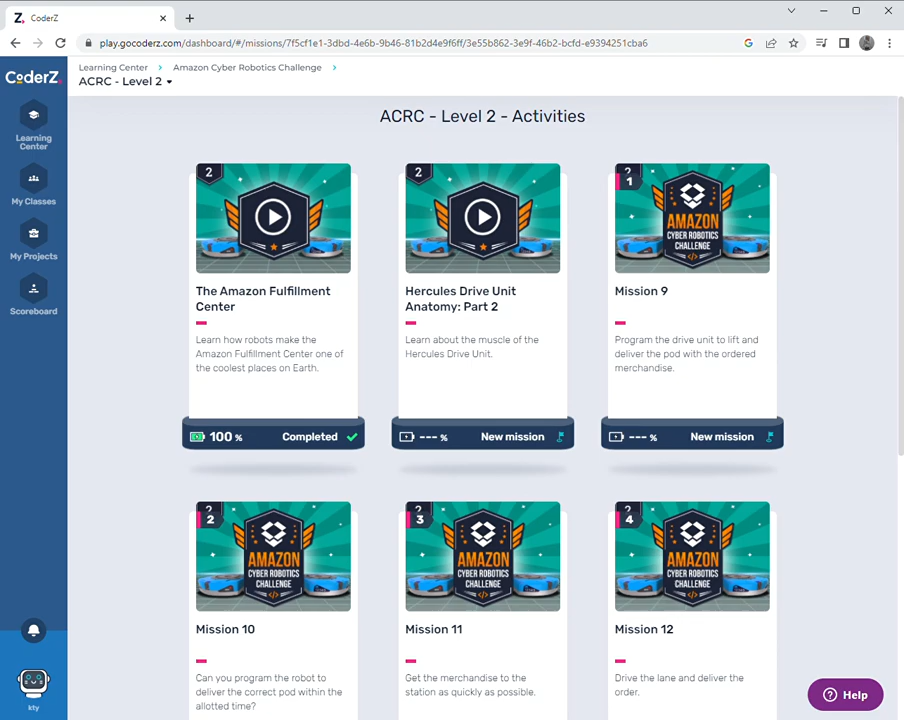 CoderZ
play.gocoderz.com/dashboard/#/missions/7f5cf1e1-3dbd-4e6b-9b46-81b2d4e9f6ff/3e55b862-3e9f-46b2-bcfd-e9394251cba6
CoderZ
Learning Center > Amazon Cyber Robotics Challenge >
ACRC - Level 2
Learning
Center
My Classes
My Projects
Scoreboard
kty
ACRC - Level 2 - Activities
2
The Amazon Fulfillment
Center
Learn how robots make the
Amazon Fulfillment Center one of
the coolest places on Earth.
100 % Completed
2
Hercules Drive Unit
Anatomy: Part 2
Learn about the muscle of the
Hercules Drive Unit.
--- % New mission
2
1
AMAZON
CYBER ROBOTICS
CHALLENGE
Mission 9
Program the drive unit to lift and
deliver the pod with the ordered
merchandise.
--- % New mission
2
2
AMAZON
CYBER ROBOTICS
CHALLENGE
Mission 10
Can you program the robot to
deliver the correct pod within the
allotted time?
2
3
AMAZON
CYBER ROBOTICS
CHALLENGE
Mission 11
Get the merchandise to the
station as quickly as possible.
2
4
AMAZON
CYBER ROBOTICS
CHALLENGE
Mission 12
Drive the lane and deliver the
order.
Help